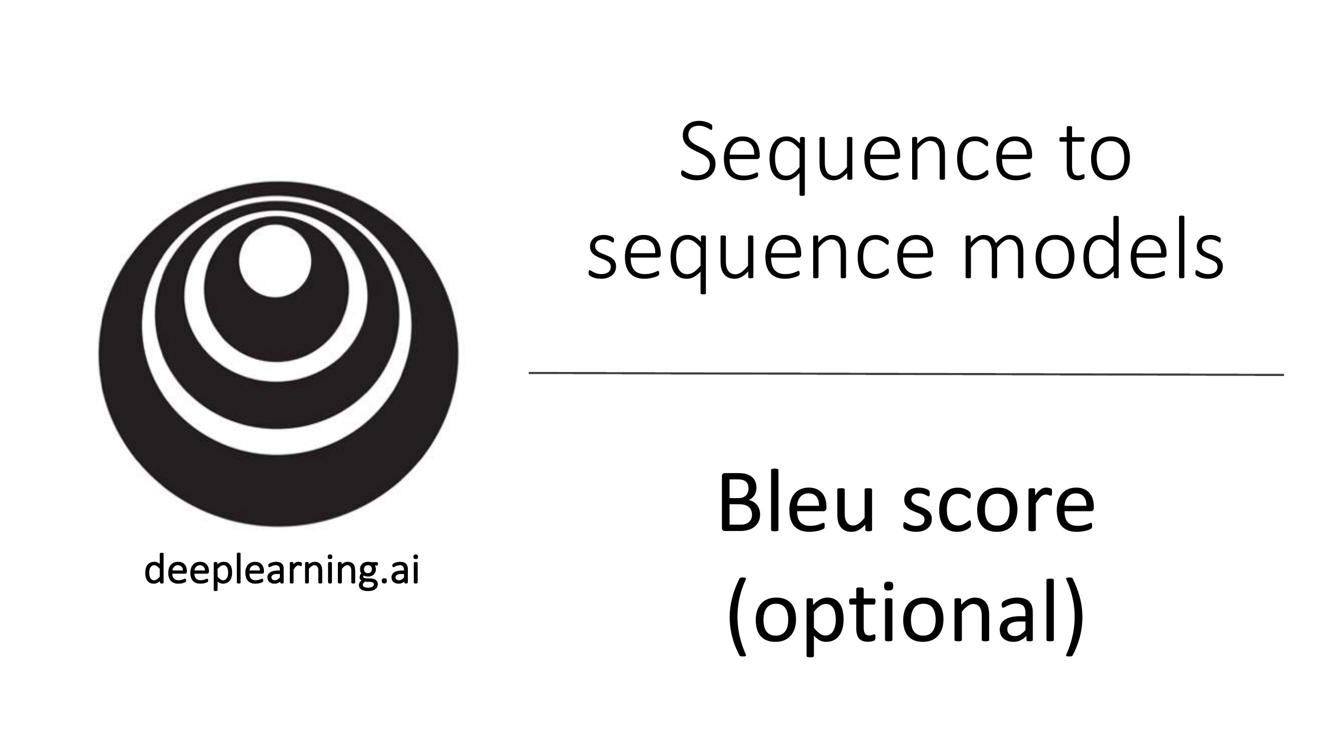 deeplearning.ai
Sequence to
sequence models
Bleu score
(optional)